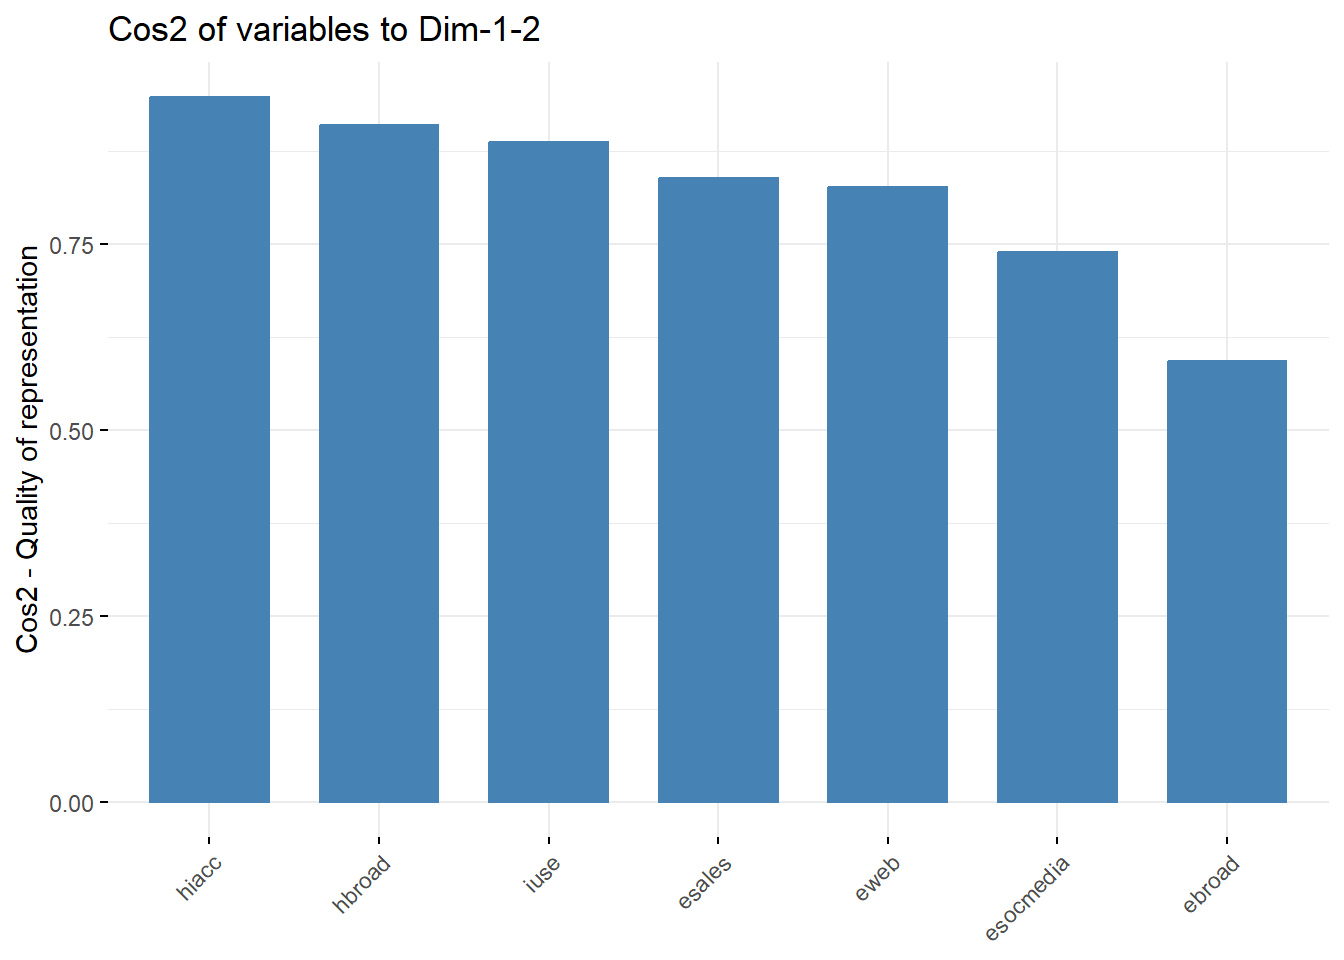 Cos2 of variables to Dim-1-2
Cos2 - Quality of representation
0.75
0.50
0.25
0.00
hiacc
hbroad
iuse
esales
eweb
esocmedia
ebroad